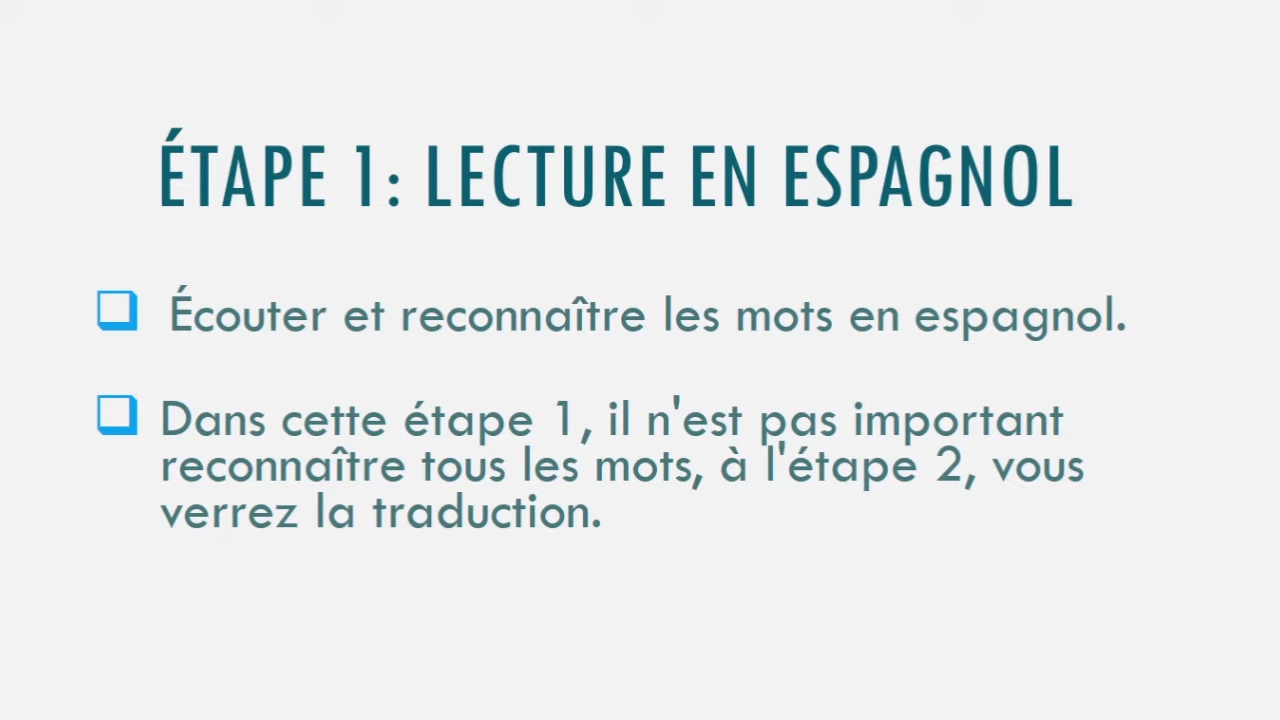 ÉTAPE 1: LECTURE EN ESPAGNOL
Écouter et reconnaître les mots en espagnol.
Dans cette étape 1, il n'est pas important
reconnaître tous les mots, à l'étape 2, vous
verrez la traduction.